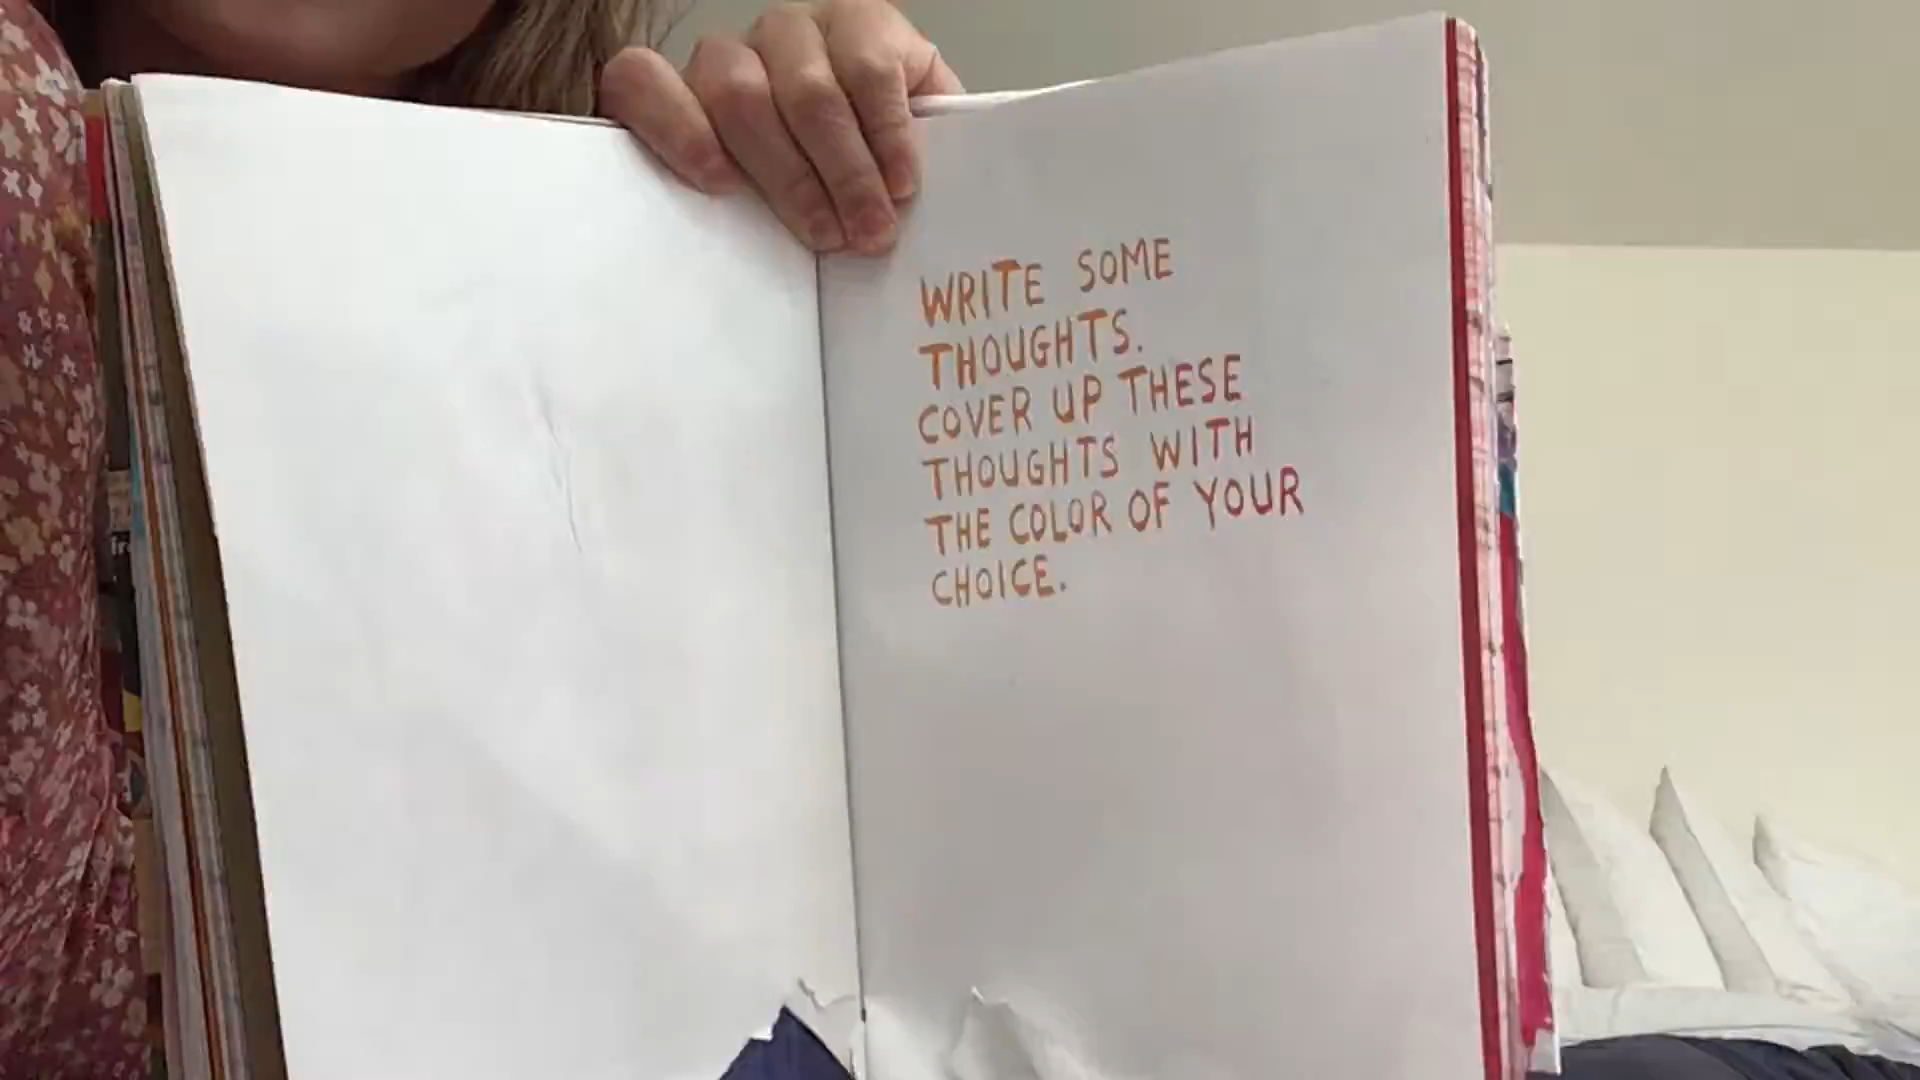 WRITE SOME
THOUGHTS.
COVER UP THESE
THOUGHTS WITH
THE COLOR OF YOUR
CHOICE.